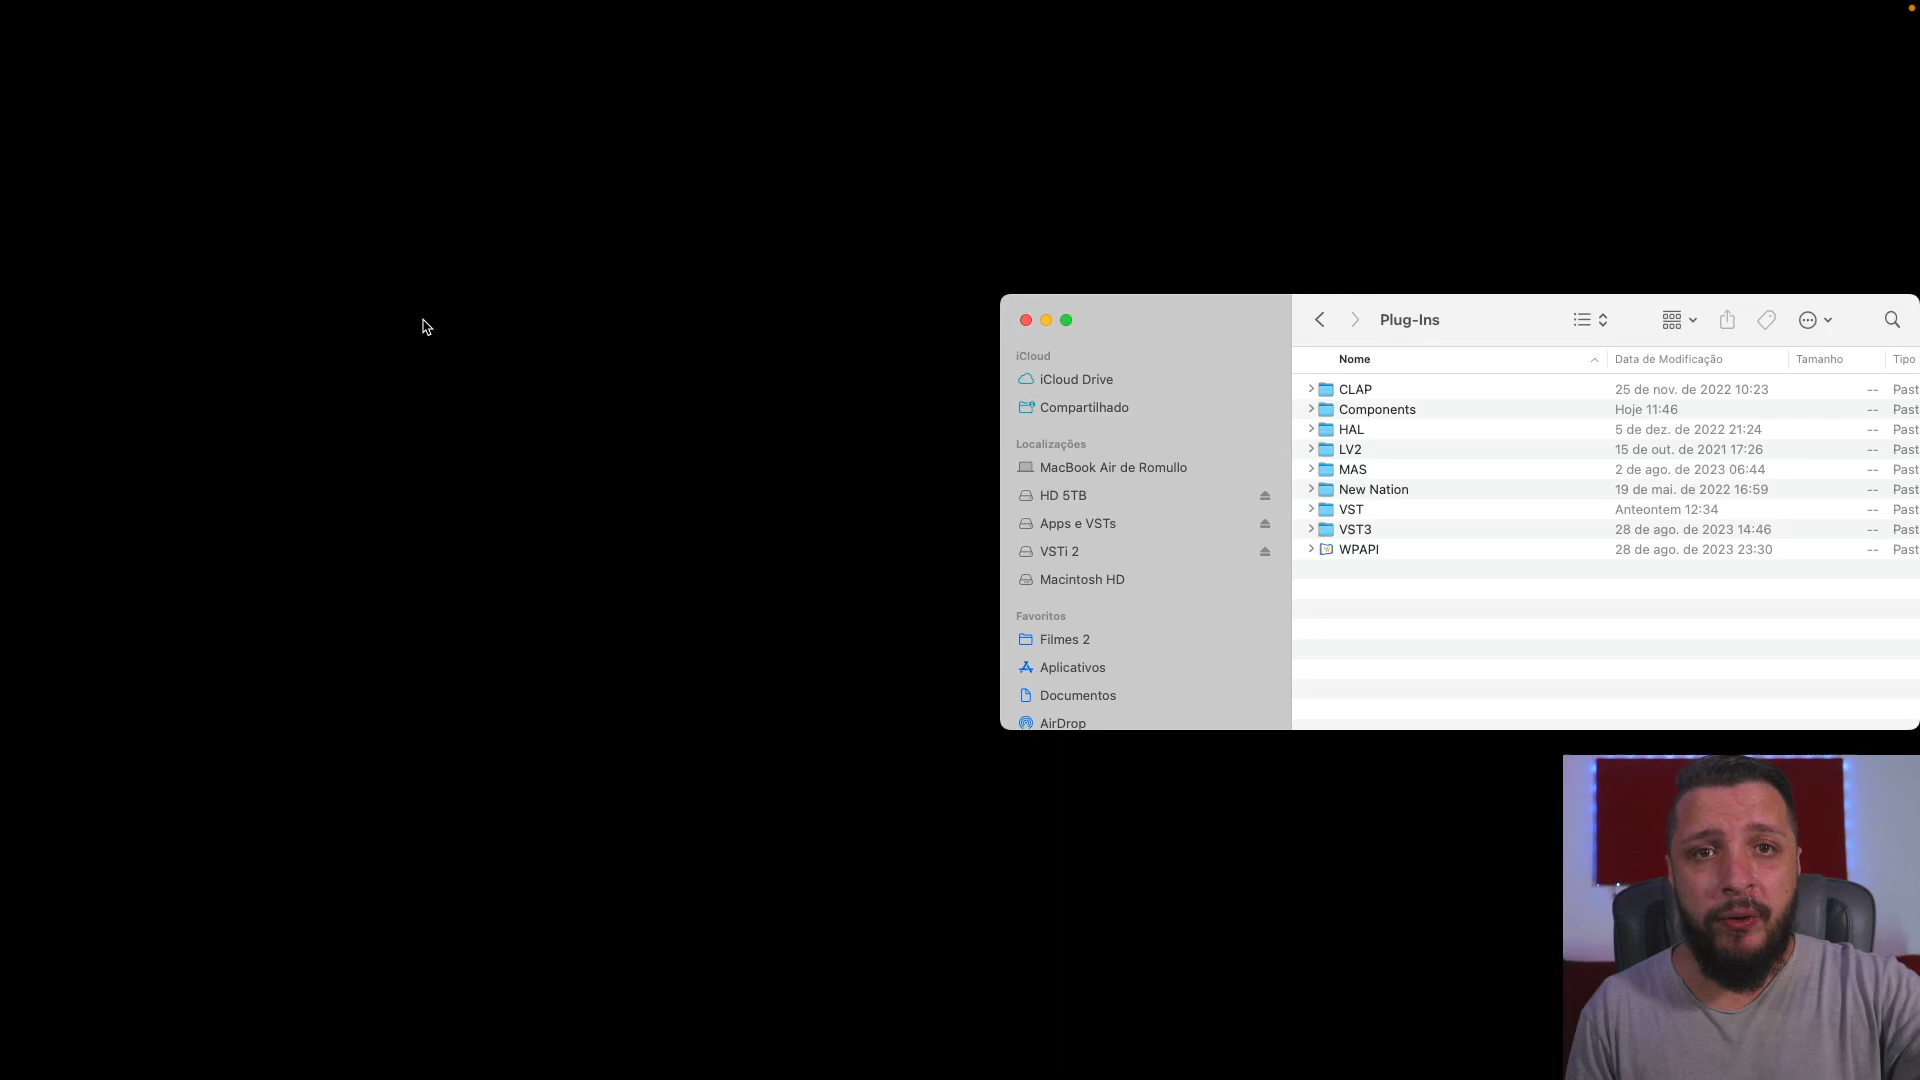 Plug-Ins
iCloud
iCloud Drive
Compartilhado
Localizações
MacBook Air de Romullo
HD 5TB
Apps e VSTs
VSTi 2
Macintosh HD
Favoritos
Filmes 2
Aplicativos
Documentos
AirDrop
Nome Data de Modificação Tamanho Tipo
CLAP 25 de nov. de 2022 10:23 -- Past
Components Hoje 11:46 -- Past
HAL 5 de dez. de 2022 21:24 -- Past
LV2 15 de out. de 2021 17:26 -- Past
MAS 2 de ago. de 2023 06:44 -- Past
New Nation 19 de mai. de 2022 16:59 -- Past
VST Anteontem 12:34 -- Past
VST3 28 de ago. de 2023 14:46 -- Past
WPAPI 28 de ago. de 2023 23:30 -- Past